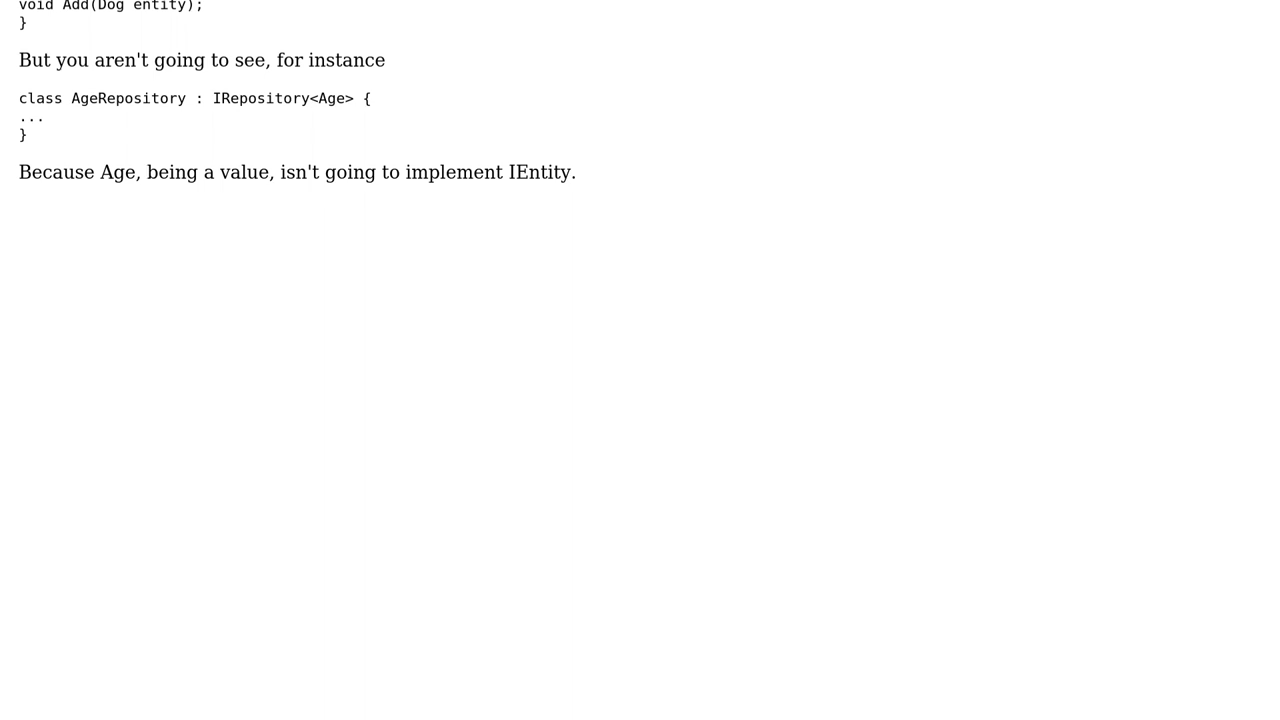 void Add(Dog entity);
}
But you aren't going to see, for instance
class AgeRepository : IRepository<Age> {
...
}
Because Age, being a value, isn't going to implement IEntity.